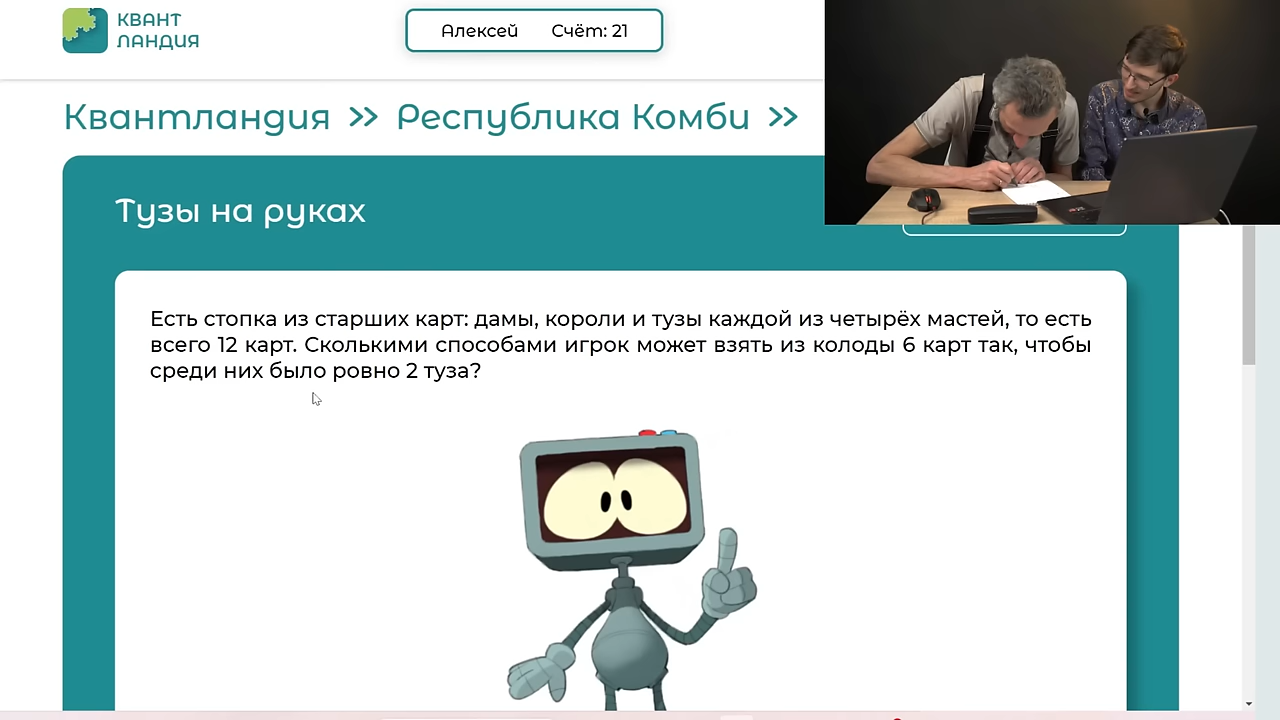 КВАНТ
ЛАНДИЯ
Алексей Счёт: 21
Квантландия >> Республика Комби >>
Тузы на руках
Есть стопка из старших карт: дамы, короли и тузы каждой из четырёх мастей, то есть
всего 12 карт. Сколькими способами игрок может взять из колоды 6 карт так, чтобы
среди них было ровно 2 туза?